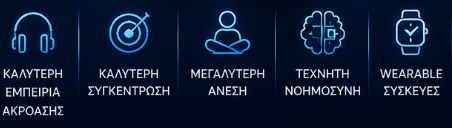 ΚΑΛΥΤΕΡΗ
ΕΜΠΕΙΡΙΑ
ΑΚΡΟΑΣΗΣ
ΚΑΛΥΤΕΡΗ
ΣΥΓΚΕΝΤΡΩΣΗ
ΜΕΓΑΛΥΤΕΡΗ
ΑΝΕΣΗ
ΤΕΧΝΗΤΗ
ΝΟΗΜΟΣΥΝΗ
WEARABLE
ΣΥΣΚΕΥΕΣ